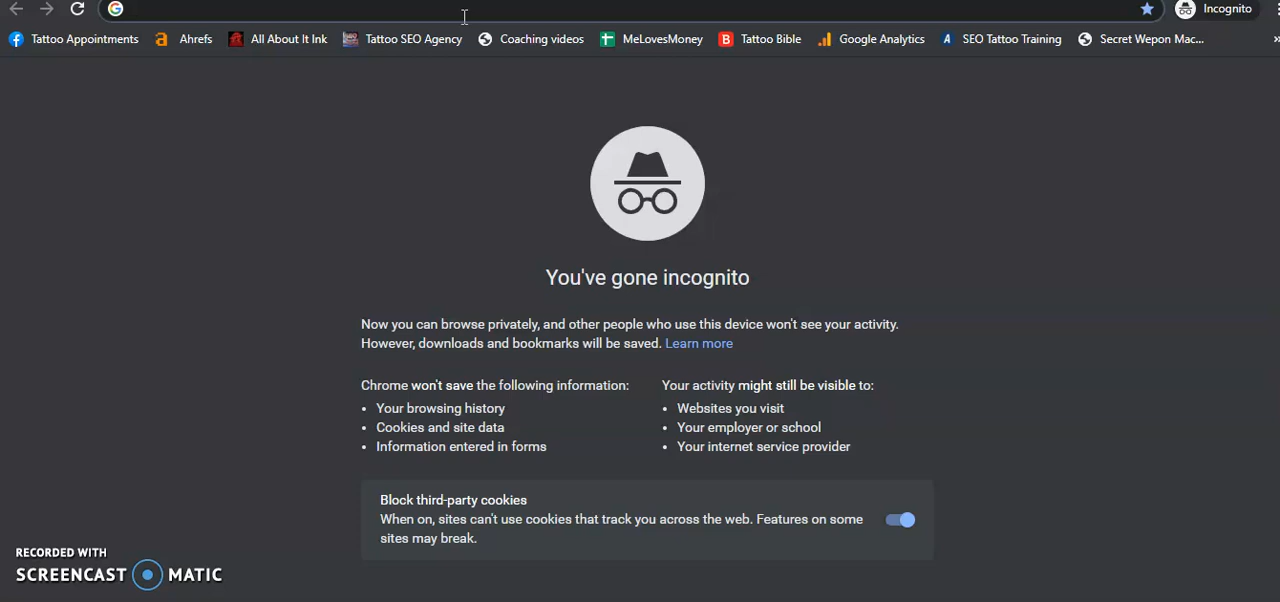 Incognito
Tattoo Appointments Ahrefs All About It Ink Tattoo SEO Agency Coaching videos MeLovesMoney Tattoo Bible Google Analytics SEO Tattoo Training Secret Wepon Mac...
You've gone incognito
Now you can browse privately, and other people who use this device won't see your activity.
However, downloads and bookmarks will be saved. Learn more
Chrome won't save the following information:
• Your browsing history
• Cookies and site data
• Information entered in forms
Your activity might still be visible to:
• Websites you visit
• Your employer or school
• Your internet service provider
Block third-party cookies
When on, sites can't use cookies that track you across the web. Features on some
sites may break.
RECORDED WITH
SCREENCAST MATIC